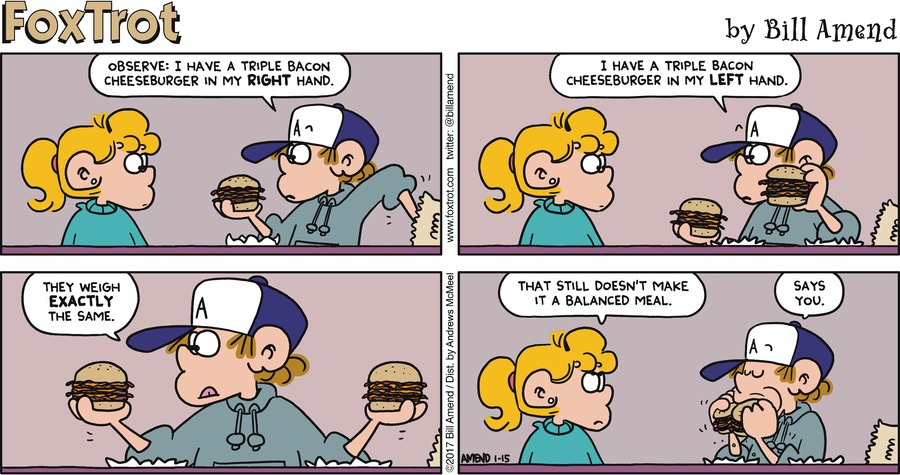 FOXTROT
by Bill Amend
OBSERVE: I HAVE A TRIPLE BACON
CHEESEBURGER IN MY RIGHT HAND.
A
www.foxtrot.com twitter: @billamend
I HAVE A TRIPLE BACON
CHEESEBURGER IN MY LEFT HAND.
A
THEY WEIGH
EXACTLY
THE SAME.
A
©2017 Bill Amend / Dist. by Andrews McMeel
THAT STILL DOESN'T MAKE
IT A BALANCED MEAL.
SAYS
YOU.
A
AMEND 1-15